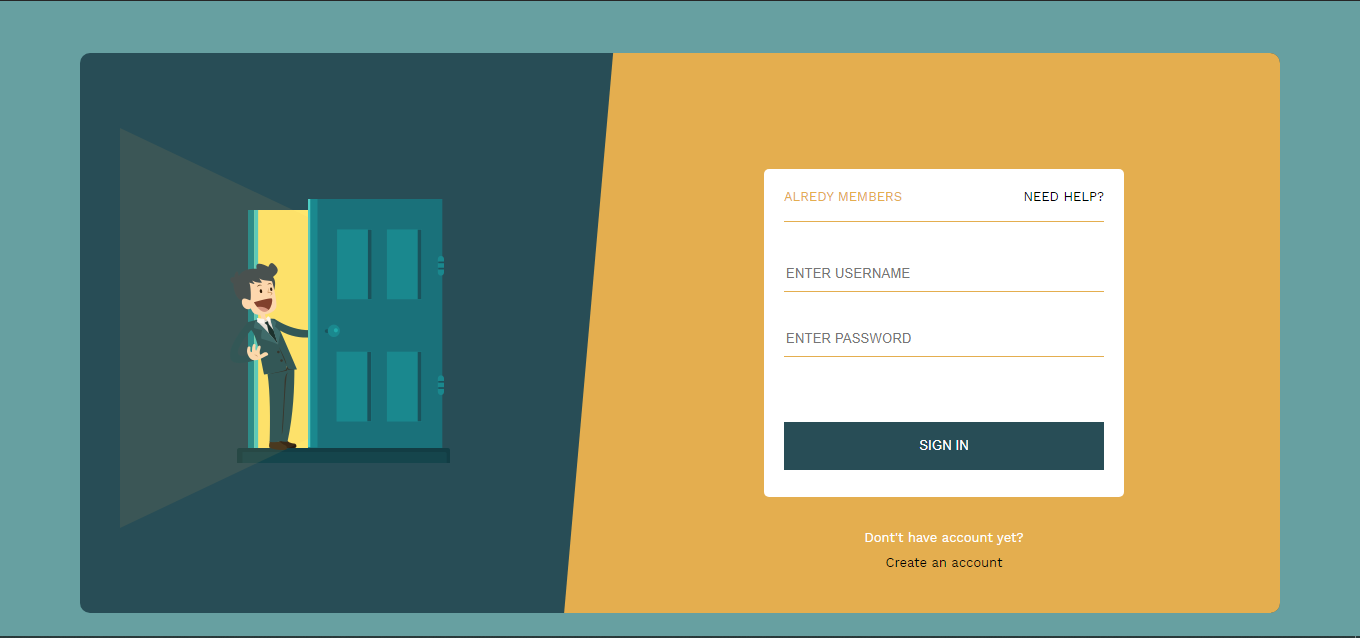 ALREDY MEMBERS NEED HELP?
ENTER USERNAME
ENTER PASSWORD
SIGN IN
Dont't have account yet?
Create an account